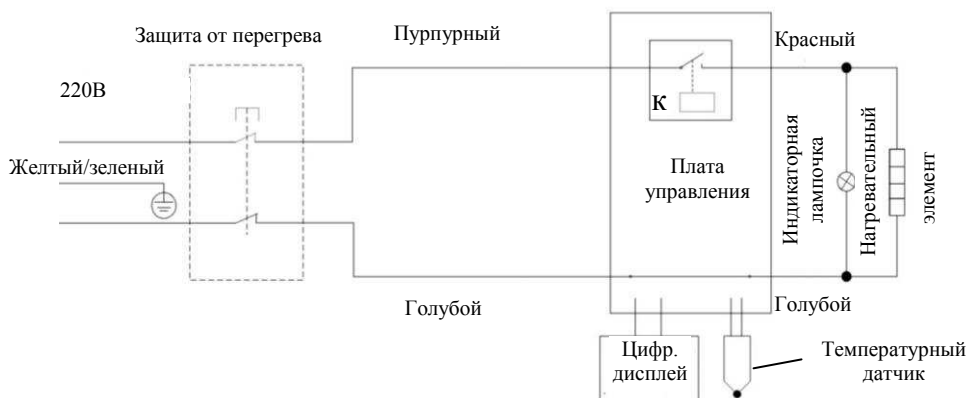 Защита от перегрева
Пурпурный
Красный
220В
К
Желтый/зеленый
Плата
управления
Индикаторная
лампочка
Нагревательный
элемент
Голубой
Голубой
Цифр.
дисплей
Температурный
датчик